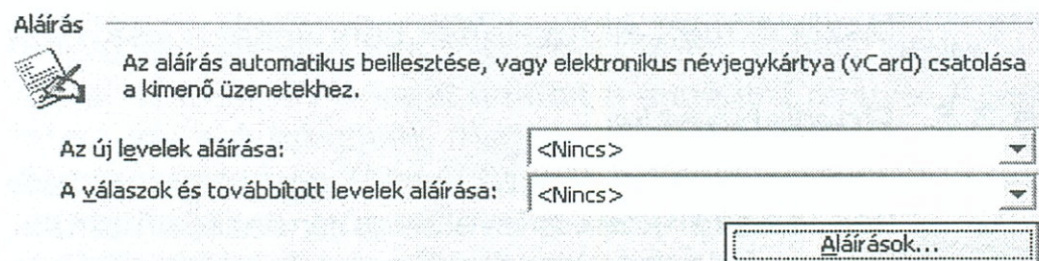 Aláírás
Az aláírás automatikus beillesztése, vagy elektronikus névjegykártya (vCard) csatolása
a kimenő üzenetekhez.
Az új levelek aláírása: <Nincs>
A válaszok és továbbított levelek aláírása: <Nincs>
Aláírások...